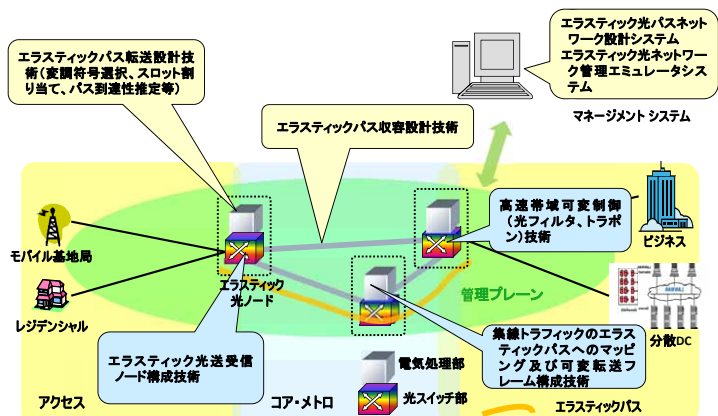 エラスティック光パスネット
ワーク設計システム
エラスティック光ネットワー
ク管理エミュレータシス
テム
マネージメント システム
エラスティックパス転送設計技
術(変調符号選択、スロット割
り当て、パス到達性推定等)
エラスティックパス収容設計技術
高速帯域可変制御
(光フィルタ、トラポ
ン)技術
モバイル基地局
レジデンシャル
エラスティック
光ノード
ビジネス
管理プレーン
分散DC
エラスティック光送受信
ノード構成技術
集線トラフィックのエラス
ティックパスへのマッピ
ング及び可変転送フ
レーム構成技術
電気処理部
光スイッチ部
アクセス
コア・メトロ
エラスティックパス